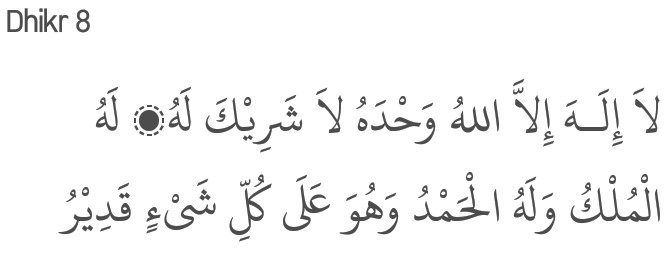 Dhikr 8
لاَ إِلَـهَ إِلاَّ اللهُ وَحْدَهُ لاَ شَرِيْكَ لَهُ ۝ لَهُ
الْمُلْكُ وَلَهُ الْحَمْدُ وَهُوَ عَلَى كُلِّ شَىْءٍ قَدِيْرُ